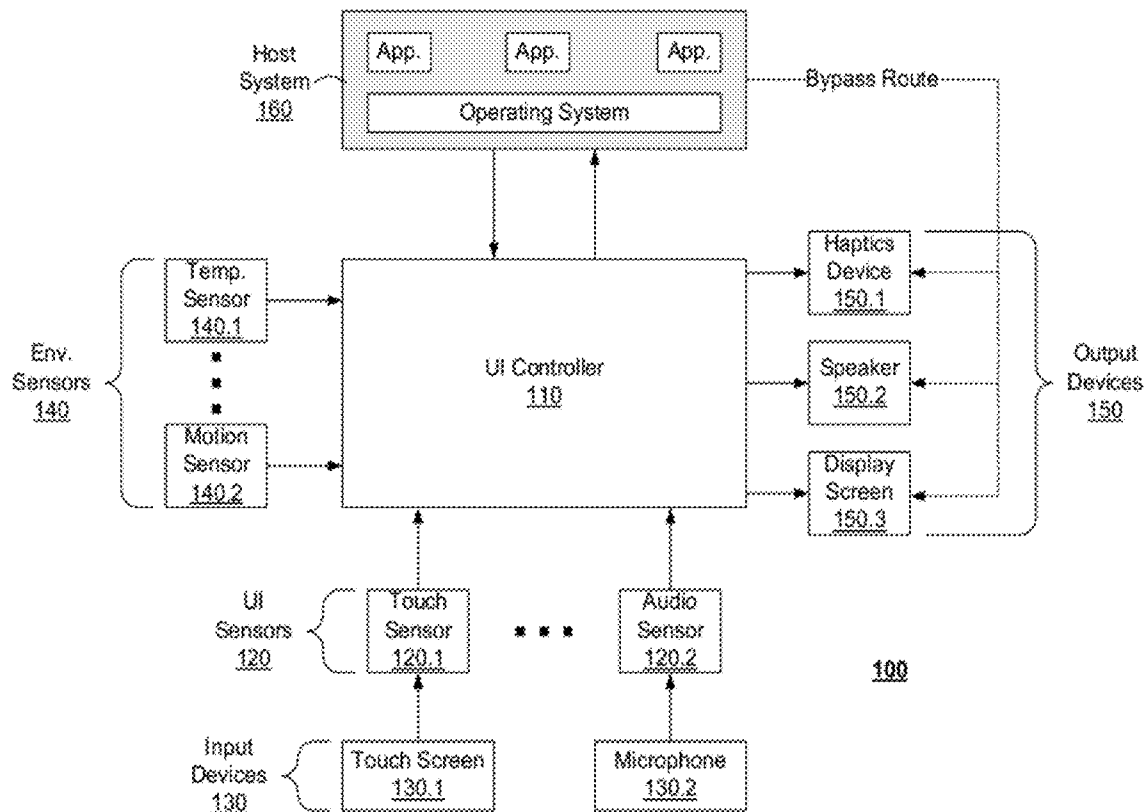 Host
System
160
App.
App.
App.
Operating System
Bypass Route
Env.
Sensors
140
Temp.
Sensor
140.1
Motion
Sensor
140.2
UI Controller
110
Haptics
Device
150.1
Speaker
150.2
Display
Screen
150.3
Output
Devices
150
UI
Sensors
120
Touch
Sensor
120.1
Audio
Sensor
120.2
100
Input
Devices
130
Touch Screen
130.1
Microphone
130.2